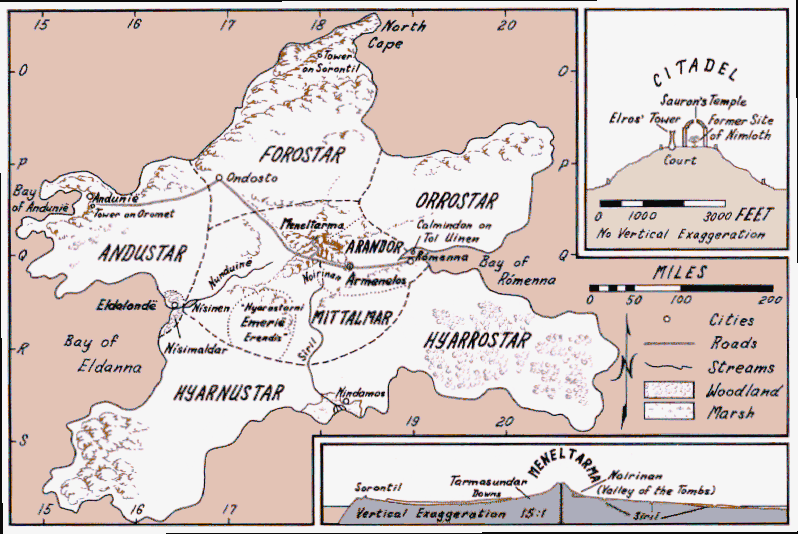 15
16
17
18
20
North
Cape
Tower
on Sorontil
O
O
FOROSTAR
P
P
Ondosto
ORROSTAR
Bay
of Andunië
Andunië
Tower on Oromet
Meneltarma
Calmindon on
Tol Uinen
ANDUSTAR
ARANDOR
Q
Rómenna
Bay of
Rómenna
Nunduinë
Noirinan
Armenelos
Eldalondë
Nisinen
Hyarastorni
Emerië
Erendis'
MITTALMAR
Siril
HYARROSTAR
Nisimaldar
Bay of
Eldanna
R
HYARNUSTAR
Nindamos
S
19
20
15
16
17
CITADEL
Sauron's Temple
Elros' Tower
Former Site
of Nimloth
Court
0 1000 3000 FEET
No Vertical Exaggeration
MILES
0 50 100 200
N
Cities
Roads
Streams
Woodland
Marsh
MENELTARMA
Sorontil
Tarmasundar
Downs
Noirinan
(Valley of the Tombs)
Siril
Vertical Exaggeration 15:1